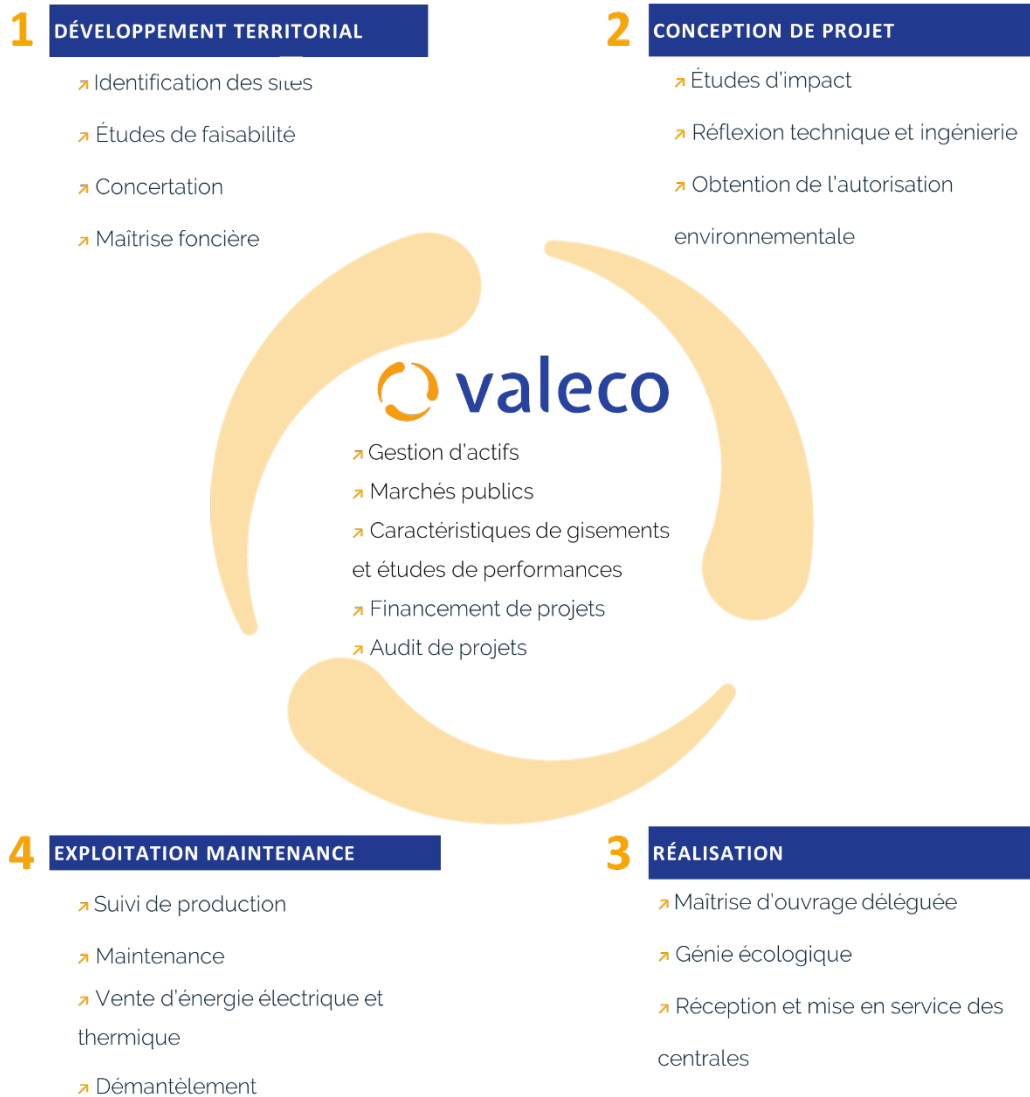 1 DÉVELOPPEMENT TERRITORIAL
↗ Identification des sites
↗ Études de faisabilité
↗ Concertation
↗ Maîtrise foncière
2 CONCEPTION DE PROJET
↗ Études d'impact
↗ Réflexion technique et ingénierie
↗ Obtention de l'autorisation
environnementale
valeco
↗ Gestion d'actifs
↗ Marchés publics
↗ Caractéristiques de gisements
et études de performances
↗ Financement de projets
↗ Audit de projets
3 RÉALISATION
↗ Maîtrise d'ouvrage déléguée
↗ Génie écologique
↗ Réception et mise en service des
centrales
4 EXPLOITATION MAINTENANCE
↗ Suivi de production
↗ Maintenance
↗ Vente d'énergie électrique et
thermique
↗ Démantèlement